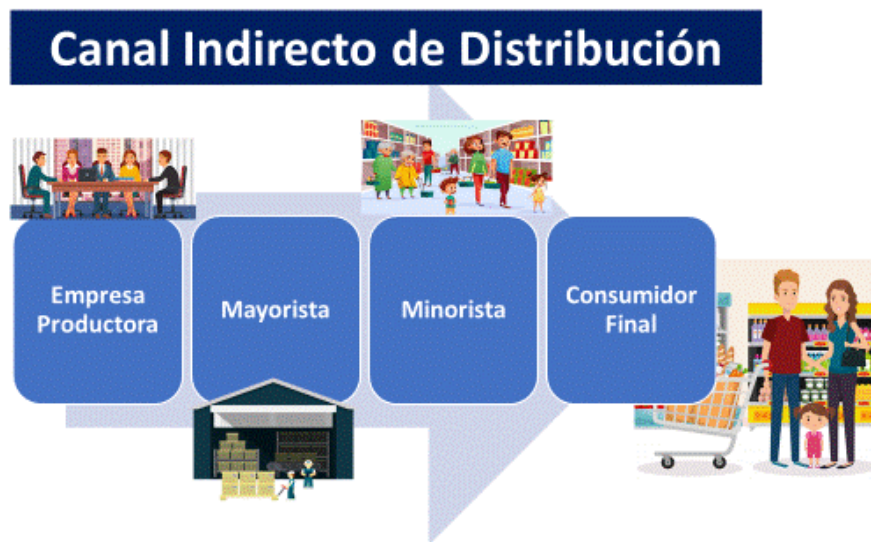 Canal Indirecto de Distribución
Empresa
Productora
Mayorista
Minorista
Consumidor
Final